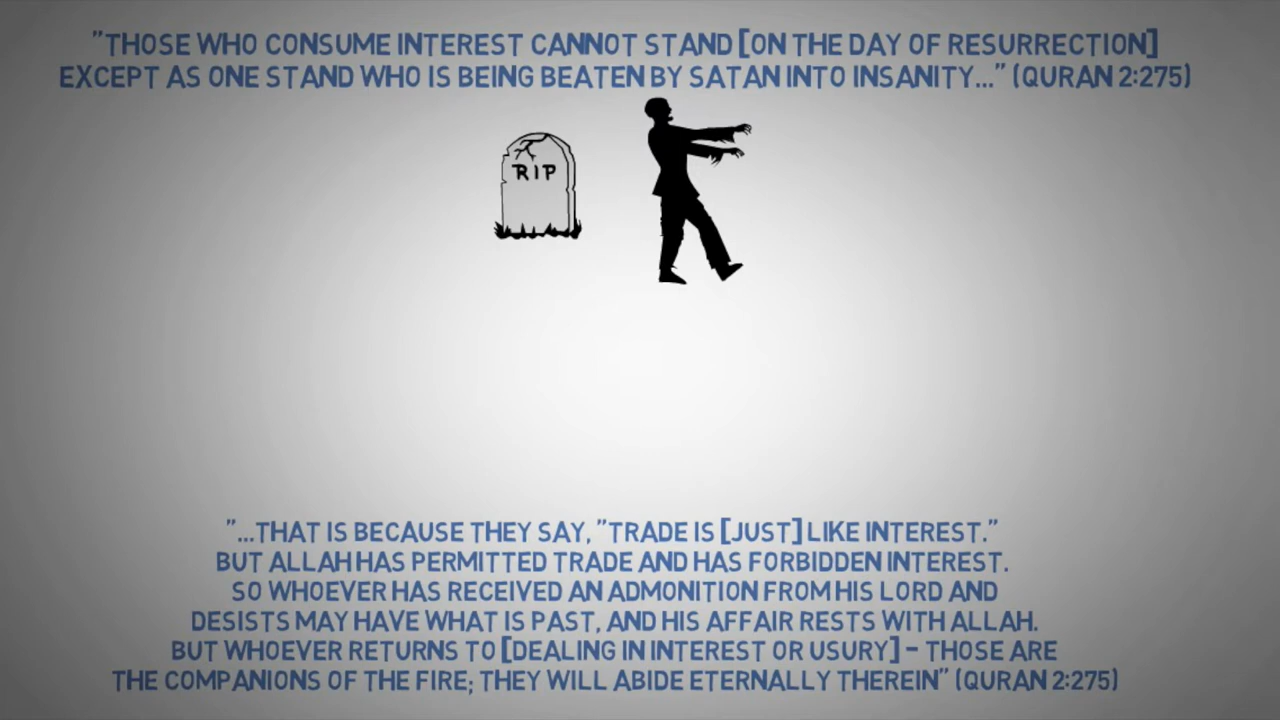 "THOSE WHO CONSUME INTEREST CANNOT STAND [ON THE DAY OF RESURRECTION]
EXCEPT AS ONE STAND WHO IS BEING BEATEN BY SATAN INTO INSANITY..." (QURAN 2:275)
RIP
"...THAT IS BECAUSE THEY SAY, "TRADE IS [JUST] LIKE INTEREST."
BUT ALLAH HAS PERMITTED TRADE AND HAS FORBIDDEN INTEREST.
SO WHOEVER HAS RECEIVED AN ADMONITION FROM HIS LORD AND
DESISTS MAY HAVE WHAT IS PAST, AND HIS AFFAIR RESTS WITH ALLAH.
BUT WHOEVER RETURNS TO [DEALING IN INTEREST OR USURY] - THOSE ARE
THE COMPANIONS OF THE FIRE; THEY WILL ABIDE ETERNALLY THEREIN" (QURAN 2:275)